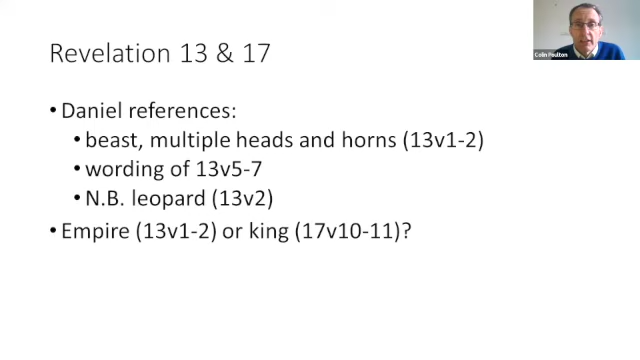 Revelation 13 & 17
Colin Poulton
• Daniel references:
• beast, multiple heads and horns (13v1-2)
• wording of 13v5-7
• N.B. leopard (13v2)
• Empire (13v1-2) or king (17v10-11)?